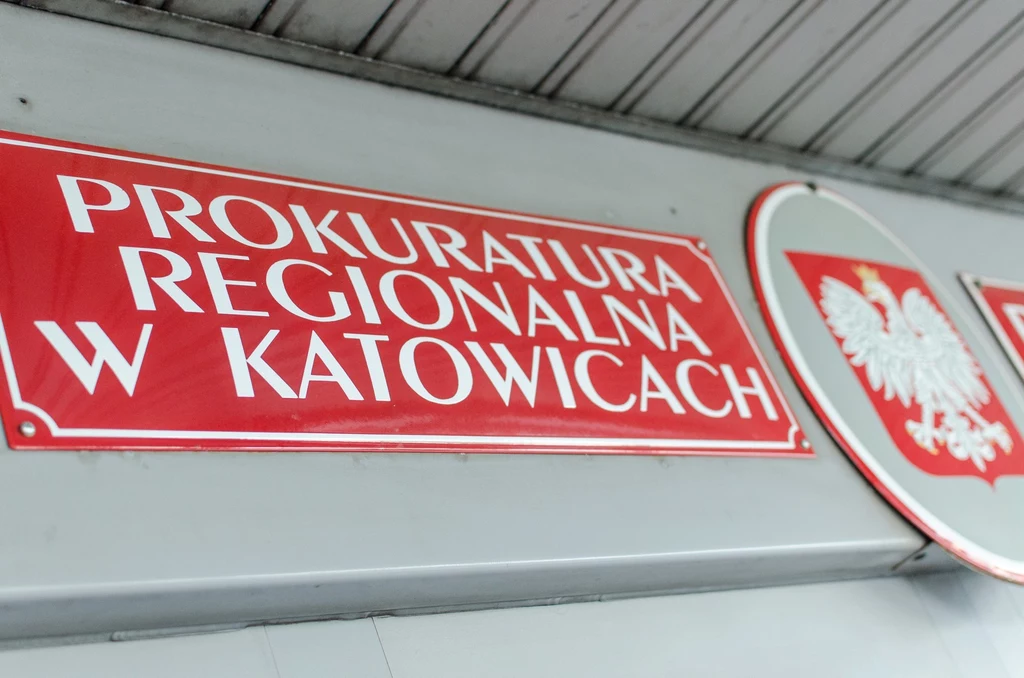 PROKURATURA
REGIONALNA
W KATOWICACH